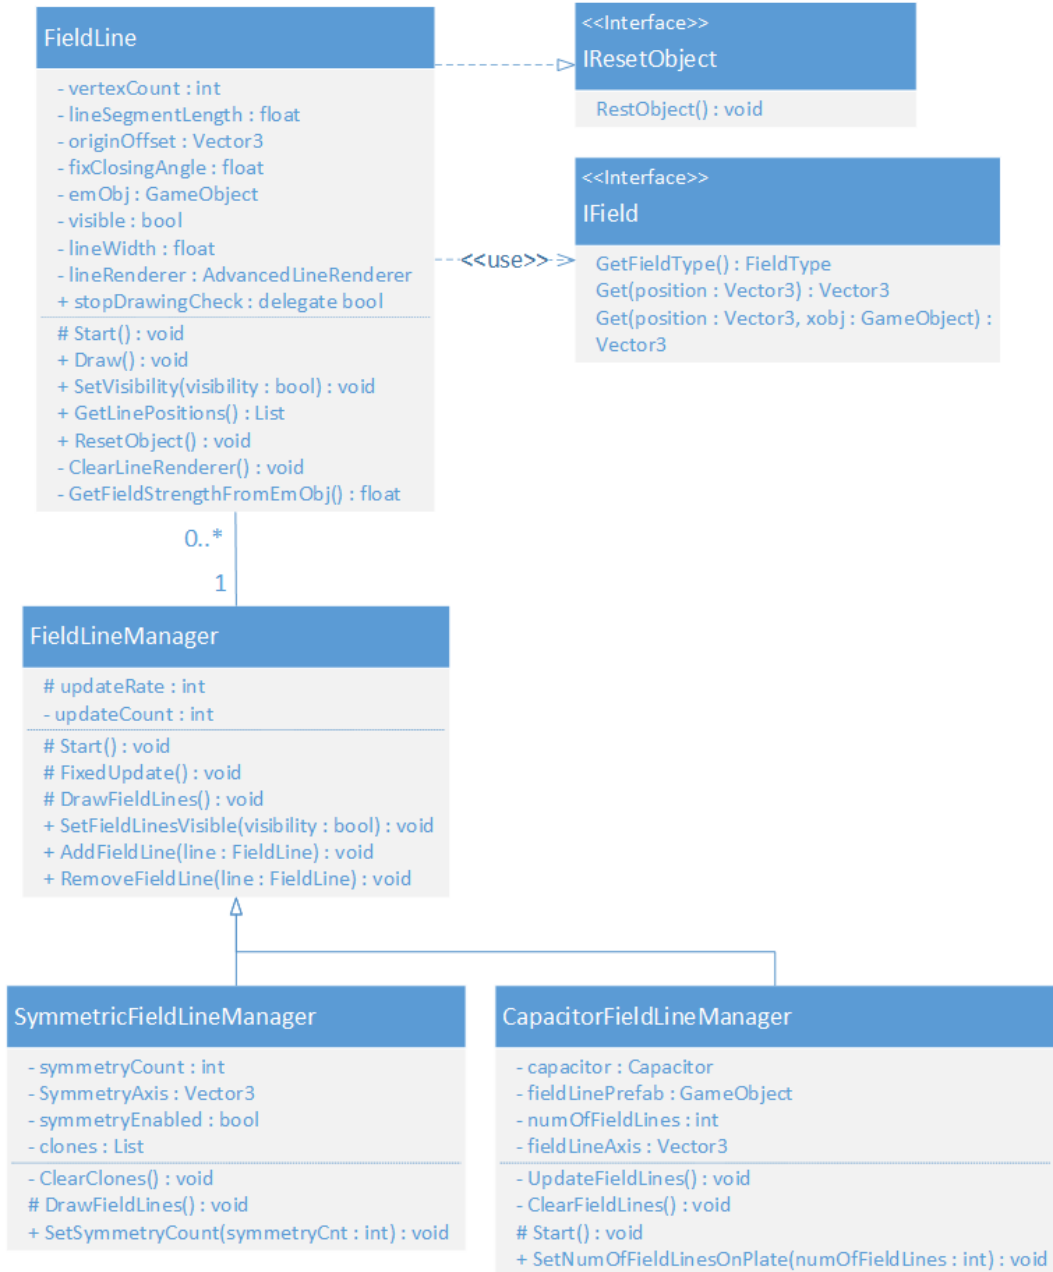 FieldLine
- vertexCount : int
- lineSegmentLength : float
- originOffset : Vector3
- fixClosingAngle : float
- emObj : GameObject
- visible : bool
- lineWidth : float
- lineRenderer : AdvancedLineRenderer
+ stopDrawingCheck : delegate bool
# Start() : void
+ Draw() : void
+ SetVisibility(visibility : bool) : void
+ GetLinePositions() : List
+ ResetObject() : void
- ClearLineRenderer() : void
- GetFieldStrengthFromEmObj() : float
<<Interface>>
IResetObject
RestObject() : void
<<use>>
<<Interface>>
IField
GetFieldType() : FieldType
Get(position : Vector3) : Vector3
Get(position : Vector3, xobj : GameObject) :
Vector3
0..*
1
FieldLineManager
# updateRate : int
- updateCount : int
# Start() : void
# FixedUpdate() : void
# DrawFieldLines() : void
+ SetFieldLinesVisible(visibility : bool) : void
+ AddFieldLine(line : FieldLine) : void
+ RemoveFieldLine(line : FieldLine) : void
SymmetricFieldLineManager
- symmetryCount : int
- SymmetryAxis : Vector3
- symmetryEnabled : bool
- clones : List
- ClearClones() : void
# DrawFieldLines() : void
+ SetSymmetryCount(symmetryCnt : int) : void
CapacitorFieldLineManager
- capacitor : Capacitor
- fieldLinePrefab : GameObject
- numOfFieldLines : int
- fieldLineAxis : Vector3
- UpdateFieldLines() : void
- ClearFieldLines() : void
# Start() : void
+ SetNumOfFieldLinesOnPlate(numOfFieldLines : int) : void